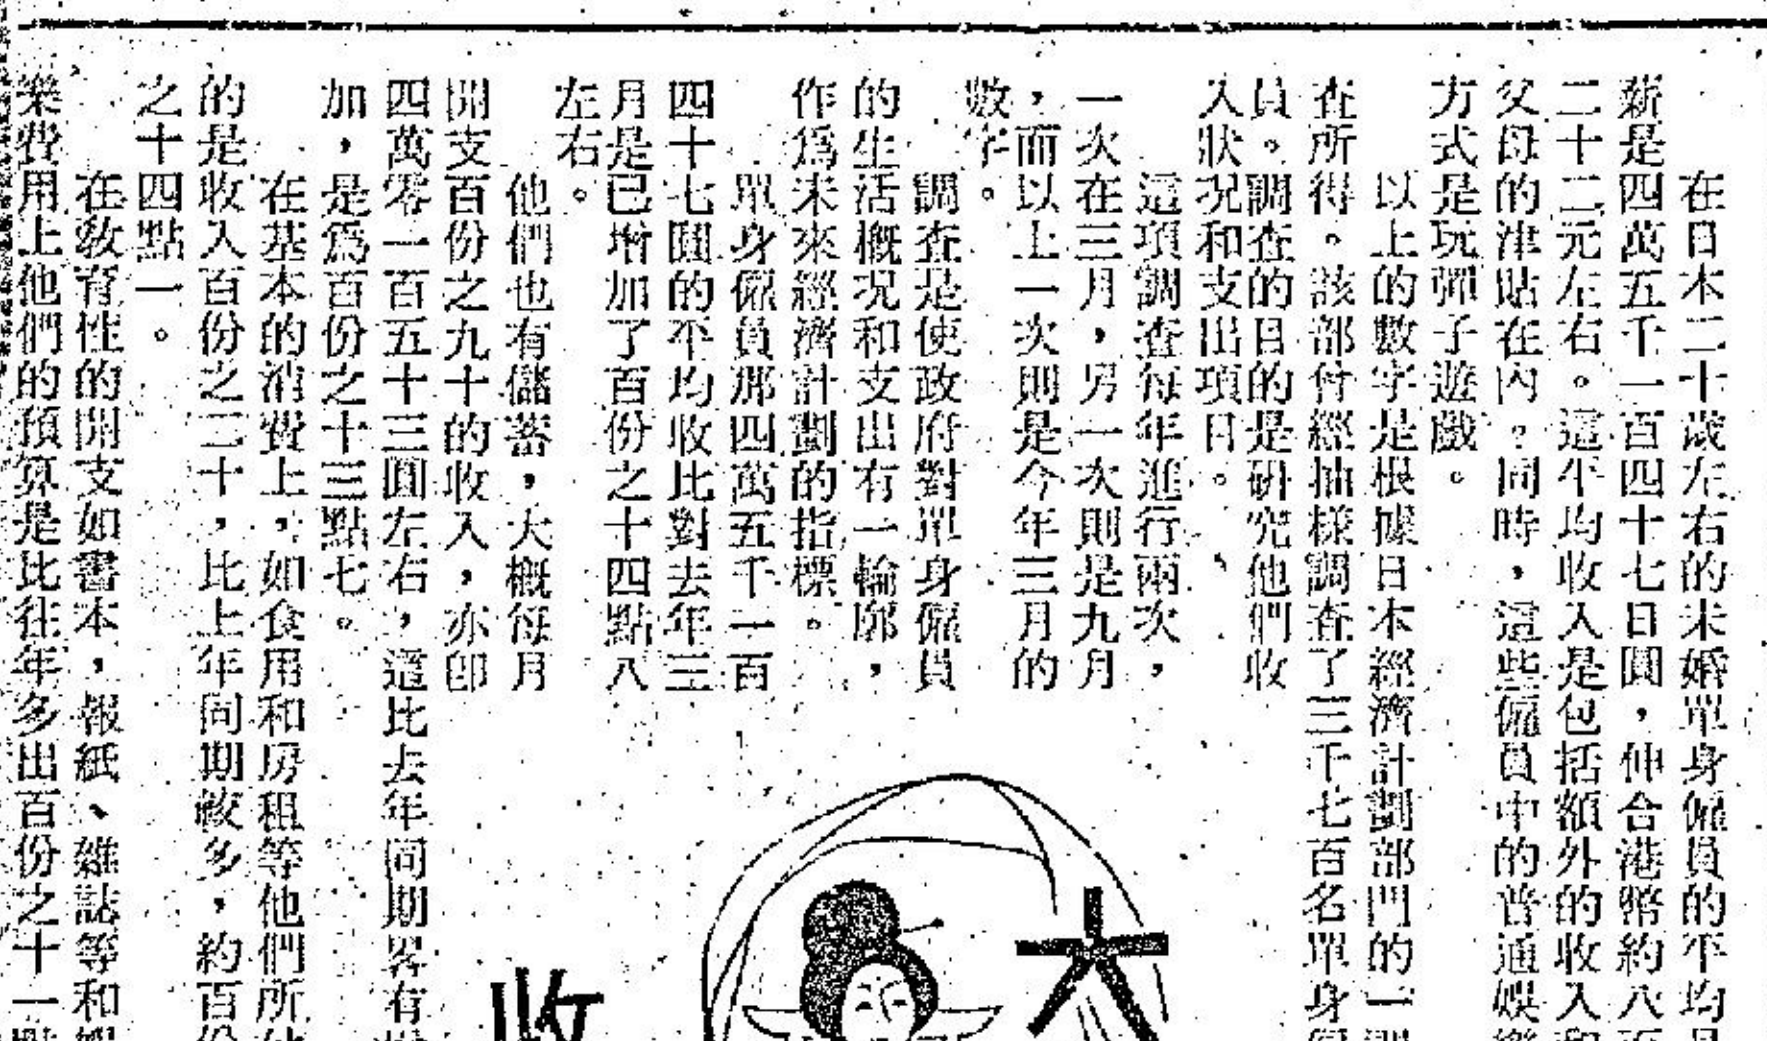 在日本二十歲左右的未婚單身僱員的平均月
薪是四萬五千一百四十七日圓，伸合港幣約八百
二十二元左右。這平均收入是包括額外的收入和
父母的津貼在內。同時，這些僱員中的普通娛樂
方式是玩彈子遊戲。
以上的數字是根據日本經濟計劃部門的一調
查所得。該部曾經抽樣調查了三千七百名單身僱
員。調查的目的是研究他們收
入狀況和支出項目。
這項調查每年進行兩次，
一次在三月，另一次則是九月
，而以上一次則是今年三月的
數字。
調查是使政府對單身僱員
的生活概況和支出有一輪廓，
作為未來經濟計劃的指標。
單身僱員那四萬五千一百
四十七圓的平均收比對去年三
月是已增加了百份之十四點八
左右。
他們也有儲蓄，大概每月
開支百份之九十的收入，亦即
四萬零一百五十三圓左右，這比去年同期畧有增
加，是為百份之十三點七。
在基本的消費上，如食用和房租等他們所
的是收入百份之二十，比上年同期較多，約百份
之十四點一。
在教育性的開支如書本，報紙、雜誌等和娛
樂費用上他們的預算是比往年多出百份之十一點
大
收